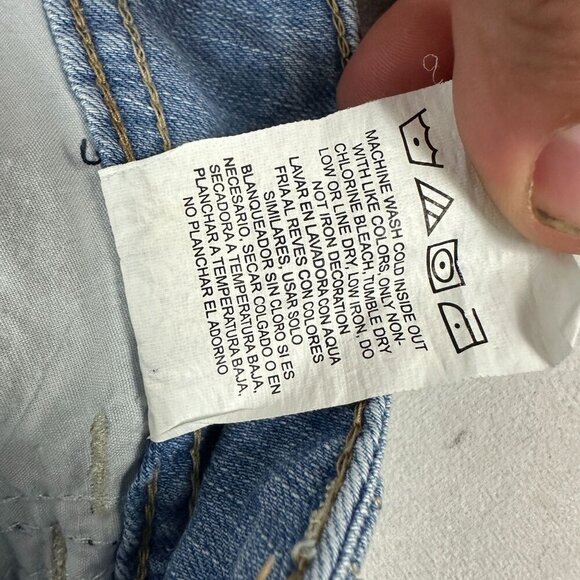 MACHINE WASH COLD INSIDE OUT
WITH LIKE COLORS, ONLY NON-
CHLORINE BLEACH, TUMBLE DRY
LOW OR LINE DRY, LOW IRON, DO
NOT IRON DECORATION
LAVAR EN LAVADORA CON AQUA
FRIA AL REVES CON COLORES
SIMILARES, USAR SOLO
BLANQUEADOR SIN CLORO SI ES
NECESARIO, SECAR COLGADO O EN
SECADORA A TEMPERATURA BAJA,
PLANCHAR A TEMPERATURA BAJA,
NO PLANCHAR EL ADORNO